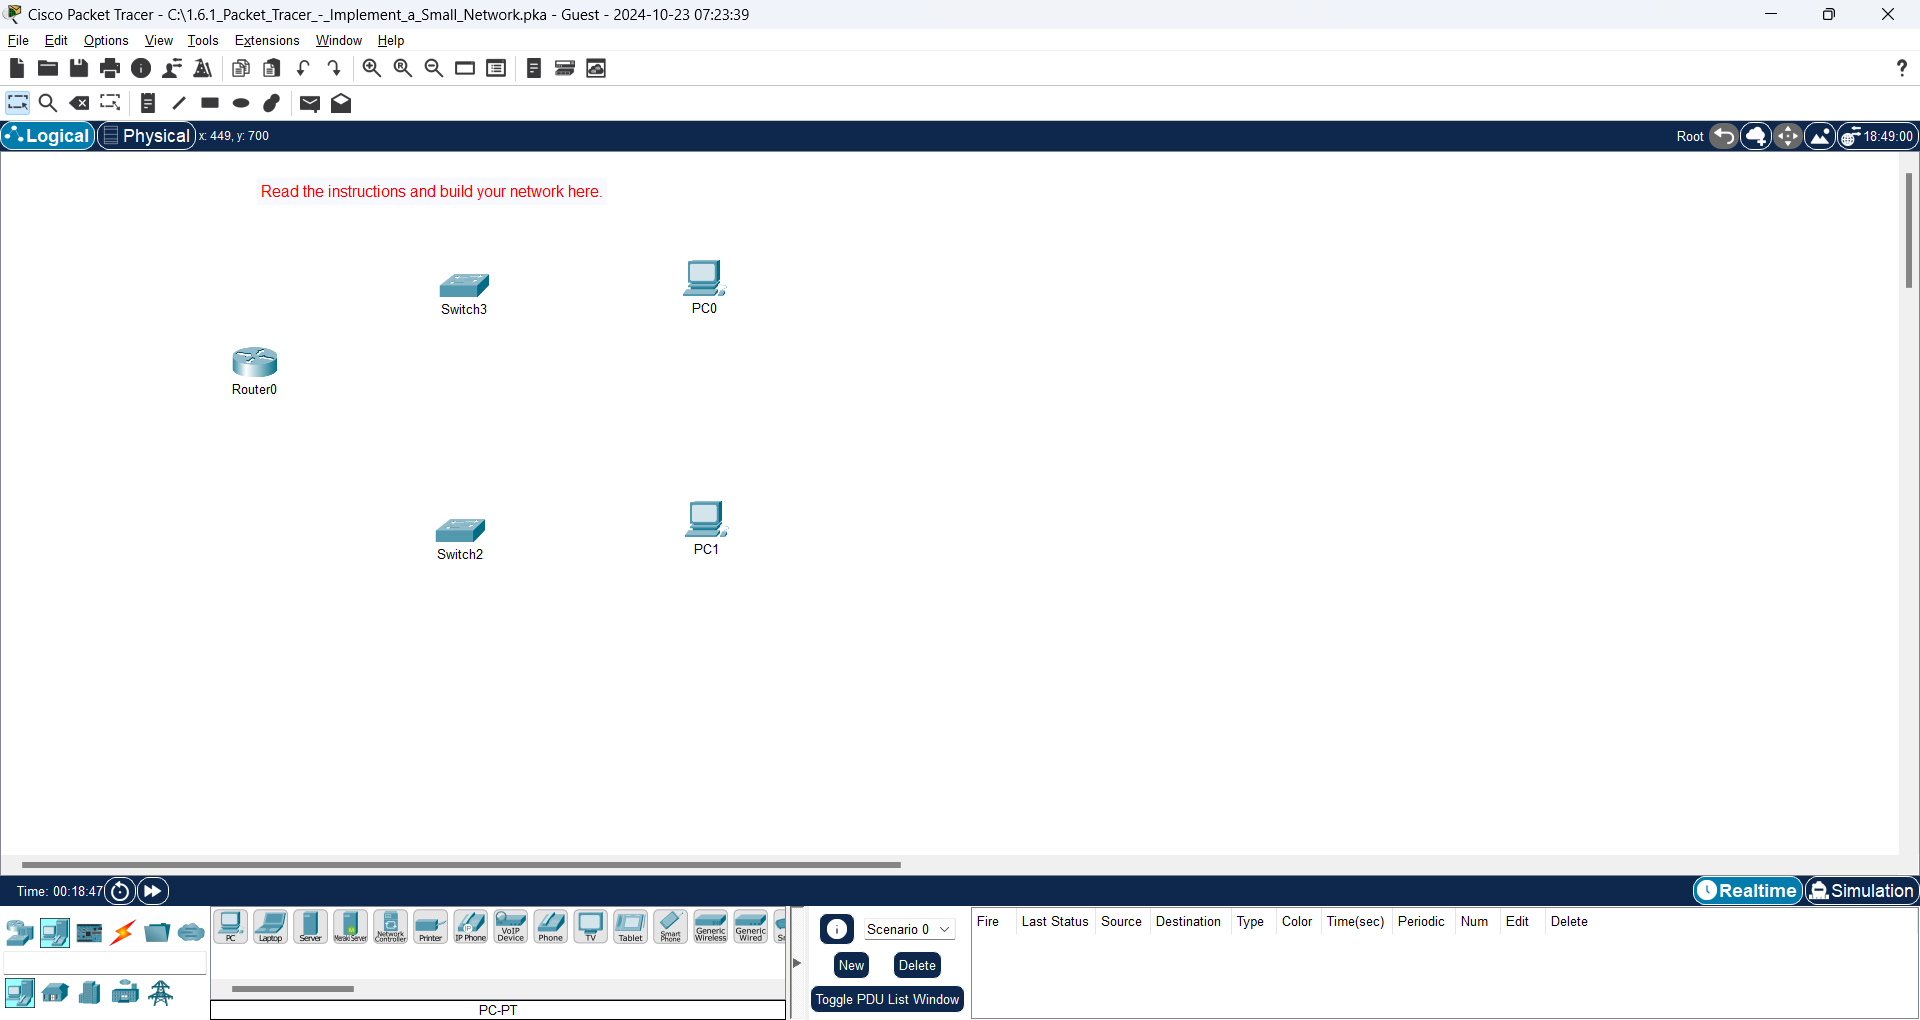 Cisco Packet Tracer - C:\1.6.1_Packet_Tracer_-_Implement_a_Small_Network.pka - Guest - 2024-10-23 07:23:39
File Edit Options View Tools Extensions Window Help
?
Logical Physical x: 449, y: 700 Root 18:49:00
Read the instructions and build your network here.
Switch3 PC0
Router0
Switch2 PC1
Time: 00:18:47 Realtime Simulation
PC Laptop Server MerakiServer Network Controller Printer IP Phone VoIP Device Phone TV Tablet Smart Phone Generic Wireless Generic Wired
PC-PT
Scenario 0
New Delete
Toggle PDU List Window
Fire Last Status Source Destination Type Color Time(sec) Periodic Num Edit Delete